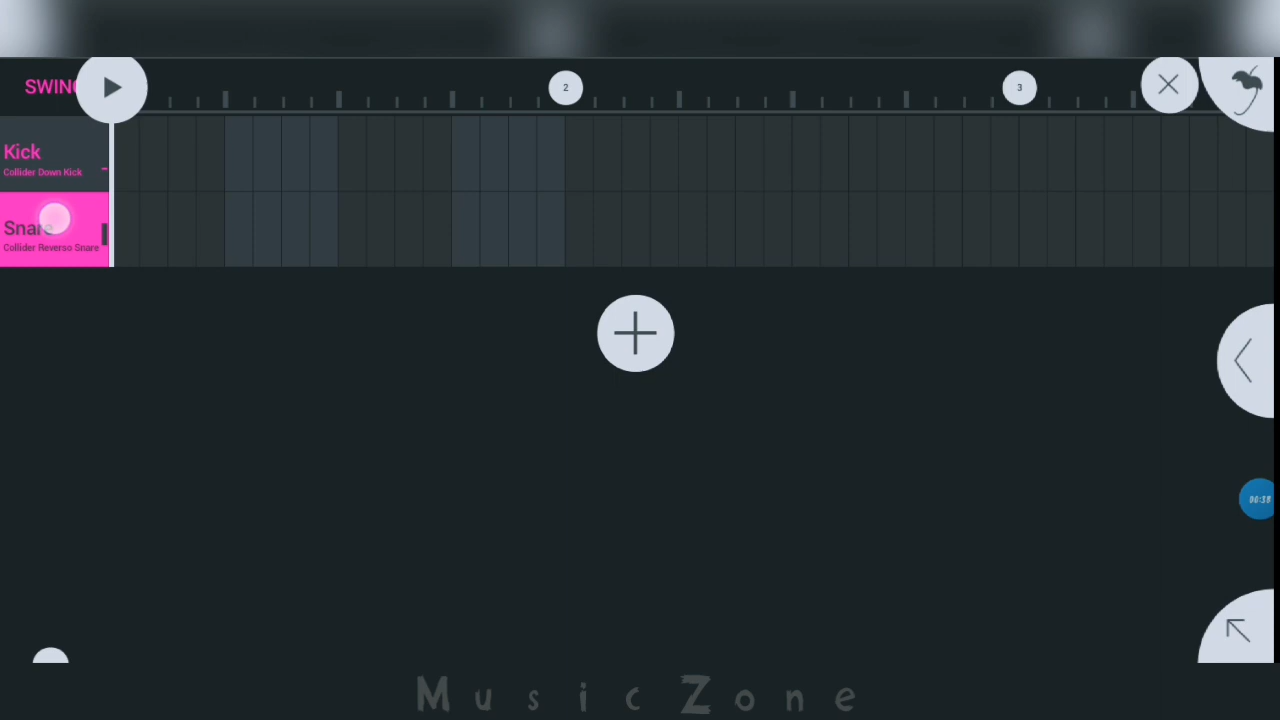 SWING
2
3
Kick
Collider Down Kick
Snare
Collider Reverso Snare
00:38
Music Zone